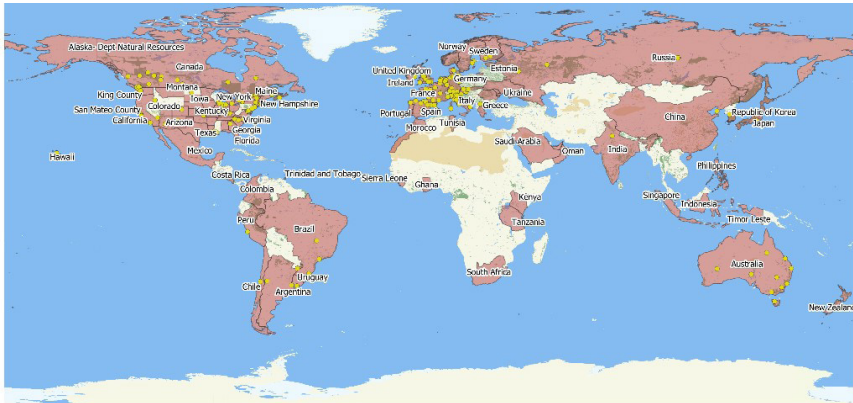 Alaska- Dept Natural Resources
Canada
Norway
Sweden
Russia
United Kingdom
Ireland
Germany
Estonia
King County
Montana
Iowa
Maine
New York
New Hampshire
San Mateo County
Colorado
Kentucky
Virginia
California
Arizona
Texas
Georgia
Florida
France
Ukraine
Italy
Greece
Portugal
Spain
Morocco
Tunisia
China
Republic of Korea
Japan
Hawaii
Mexico
Saudi Arabia
Oman
India
Philippines
Costa Rica
Trinidad and Tobago
Sierra Leone
Ghana
Colombia
Kenya
Singapore
Indonesia
Peru
Brazil
Tanzania
Timor Leste
Uruguay
South Africa
Australia
Chile
Argentina
New Zealand